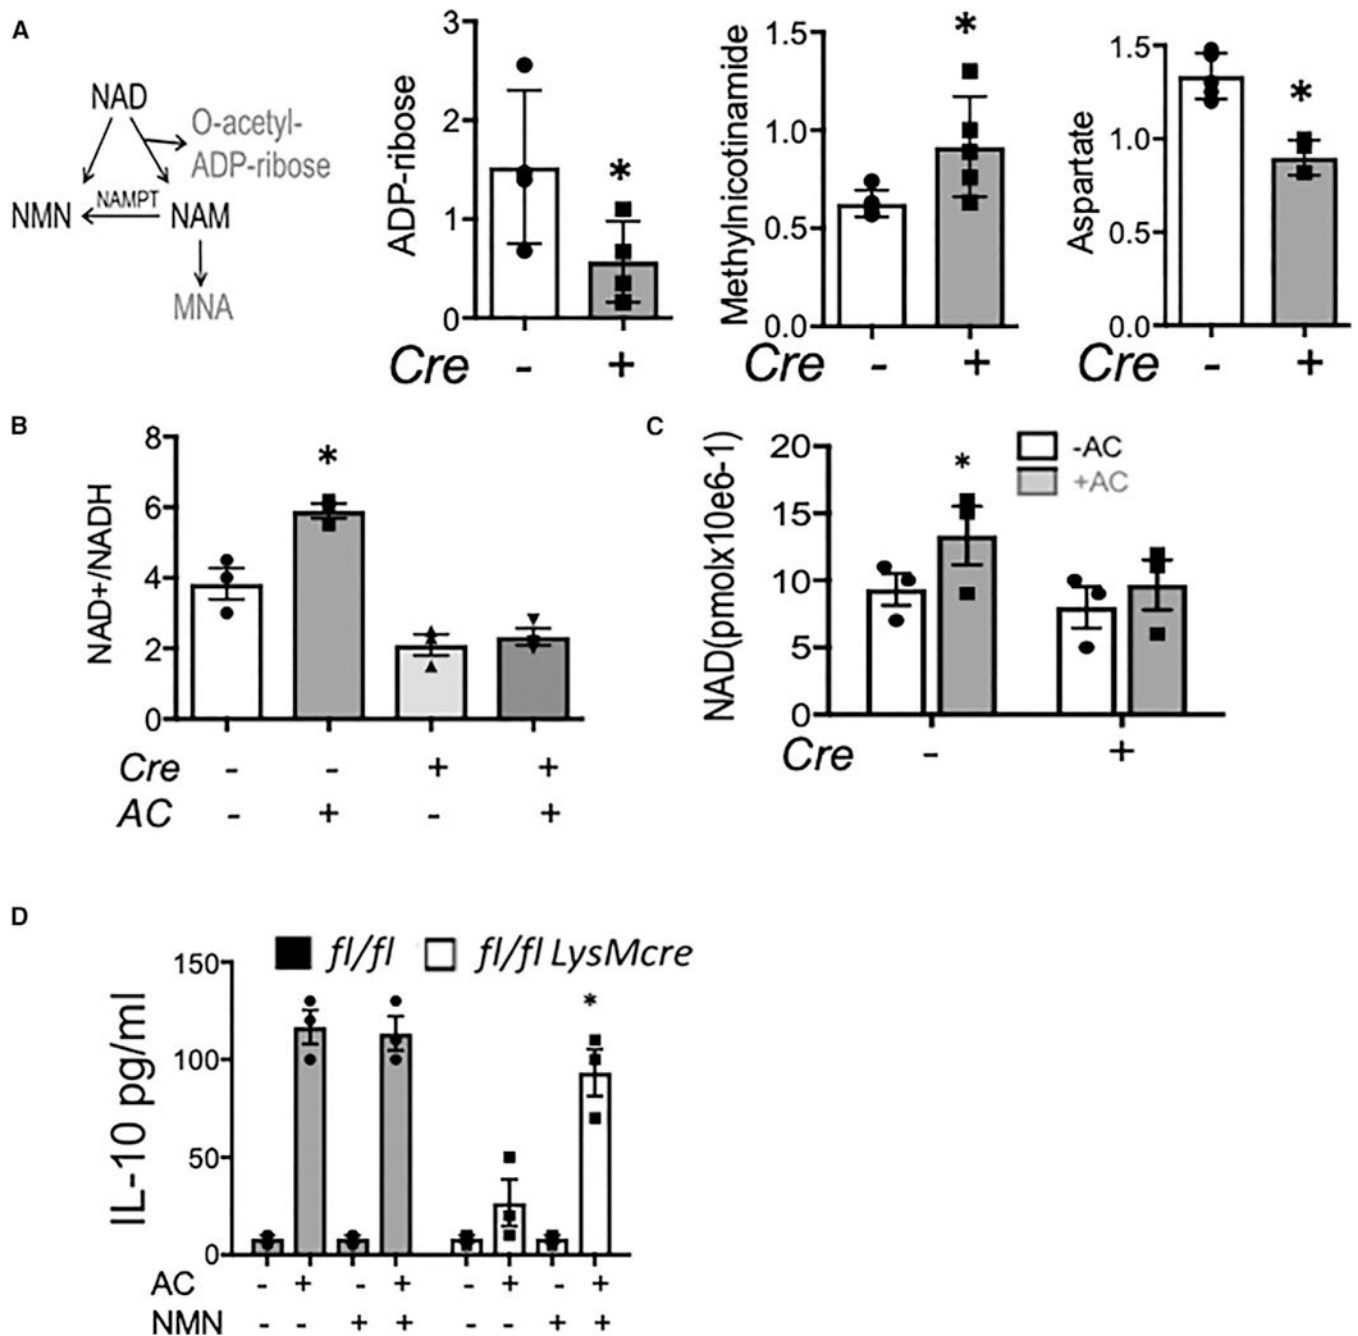 A
NAD
O-acetyl-
ADP-ribose
NMN
NAMPT
NAM
MNA
ADP-ribose
3
2
1
0
*
Cre - +
Methylnicotinamide
1.5
1.0
0.5
0.0
*
Cre - +
Aspartate
1.5
1.0
0.5
0.0
*
Cre - +
B
NAD+/NADH
8
6
4
2
0
*
Cre - - + +
AC - + - +
C
NAD(pmolx10e6-1)
20
15
10
5
0
*
-AC
+AC
Cre - +
D
fl/fl fl/fl LysMcre
IL-10 pg/ml
150
100
50
0
*
AC - + - + - + - +
NMN - - + + - - + +